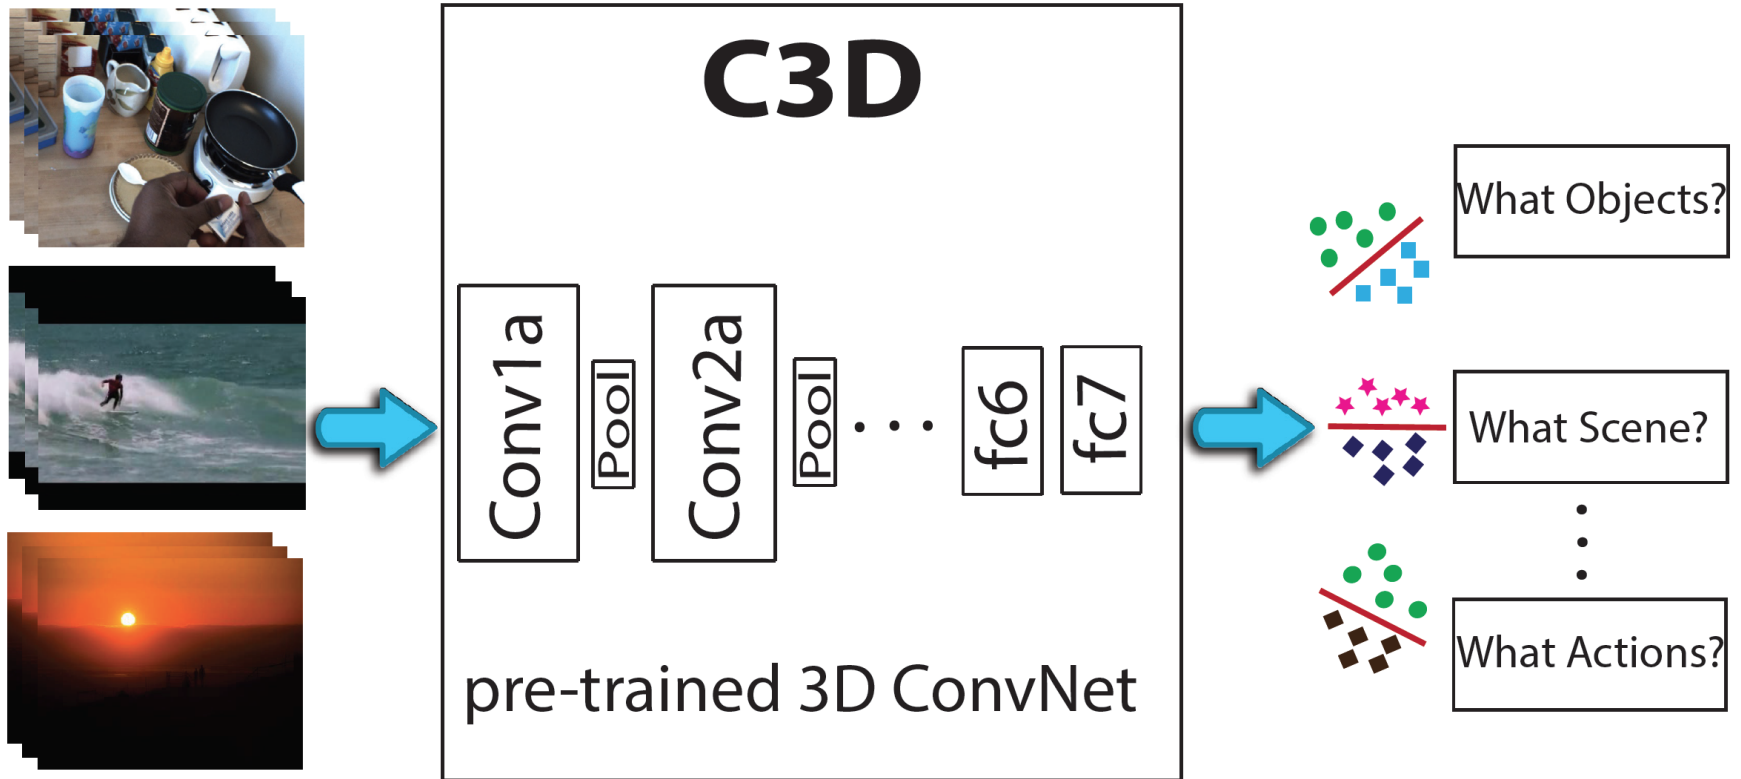 C3D
Conv1a
Pool
Conv2a
Pool
...
fc6
fc7
pre-trained 3D ConvNet
What Objects?
What Scene?
What Actions?